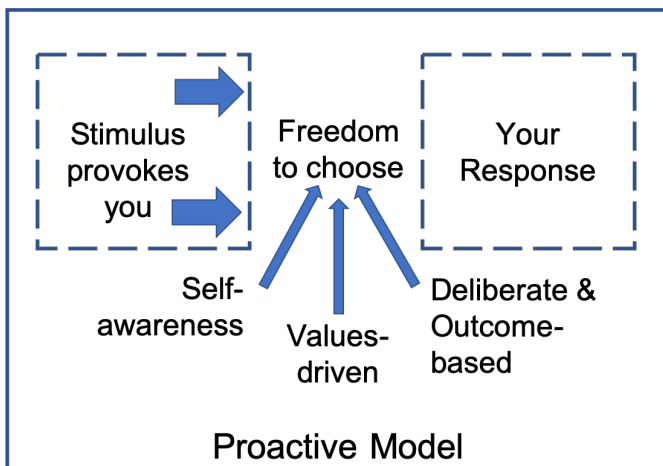 Stimulus
provokes
you
Freedom
to choose
Your
Response
Self-
awareness
Values-
driven
Deliberate &
Outcome-
based
Proactive Model